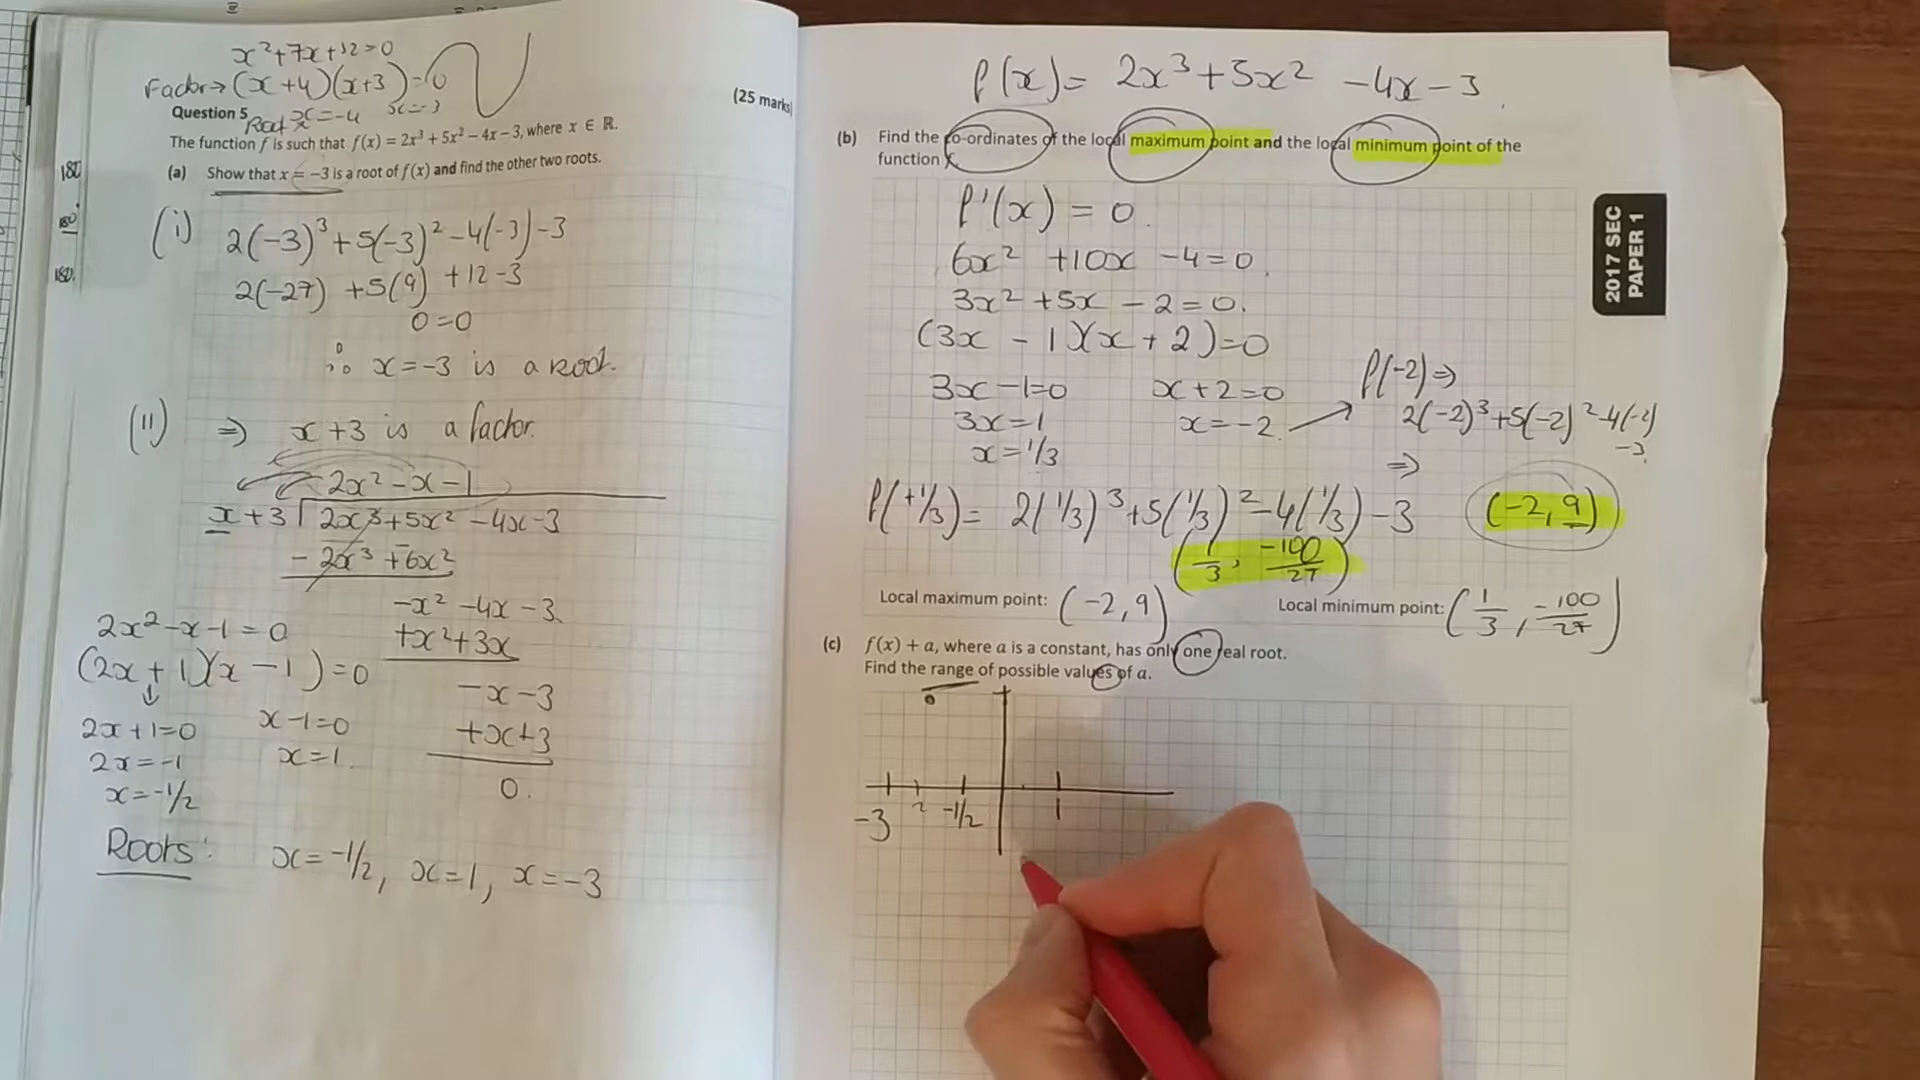 x²+7x+12=0
Factor→(x+4)(x+3)=0
Root x=-4 x=-3
(25 marks)
Question 5
The function f is such that f(x) = 2x³ + 5x² − 4x − 3, where x ∈ ℝ.
(a) Show that x = −3 is a root of f(x) and find the other two roots.
180
180°
180.
(i) 2(-3)³+5(-3)²-4(-3)-3
2(-27) +5(9) +12-3
0=0
∴ x=-3 is a root.
(ii) ⇒ x+3 is a factor.
2x²-x-1
x+3 2x³+5x²-4x-3
- 2x³+6x²
-x²-4x-3
+x²+3x
-x-3
+x+3
0.
2x²-x-1=0
(2x+1)(x-1)=0
2x+1=0 x-1=0
2x=-1 x=1.
x=-1/2
Roots: x=-1/2, x=1, x=-3
f(x)= 2x³+5x²-4x-3
(b) Find the co-ordinates of the local maximum point and the local minimum point of the
function f.
f'(x) = 0.
6x²+10x-4=0.
3x²+5x-2=0.
(3x-1)(x+2)=0
3x-1=0 x+2=0
3x=1 x=-2
x=1/3
f(-2)⇒
2(-2)³+5(-2)²-4(-2)
-3
⇒
(-2, 9)
f(+1/3)= 2(1/3)³+5(1/3)²-4(1/3)-3
(1/3, -100/27)
Local maximum point: (-2, 9)
Local minimum point: (1/3, -100/27)
(c) f(x) + a, where a is a constant, has only one real root.
Find the range of possible values of a.
-3 2 -1/2 1
2017 SEC
PAPER 1